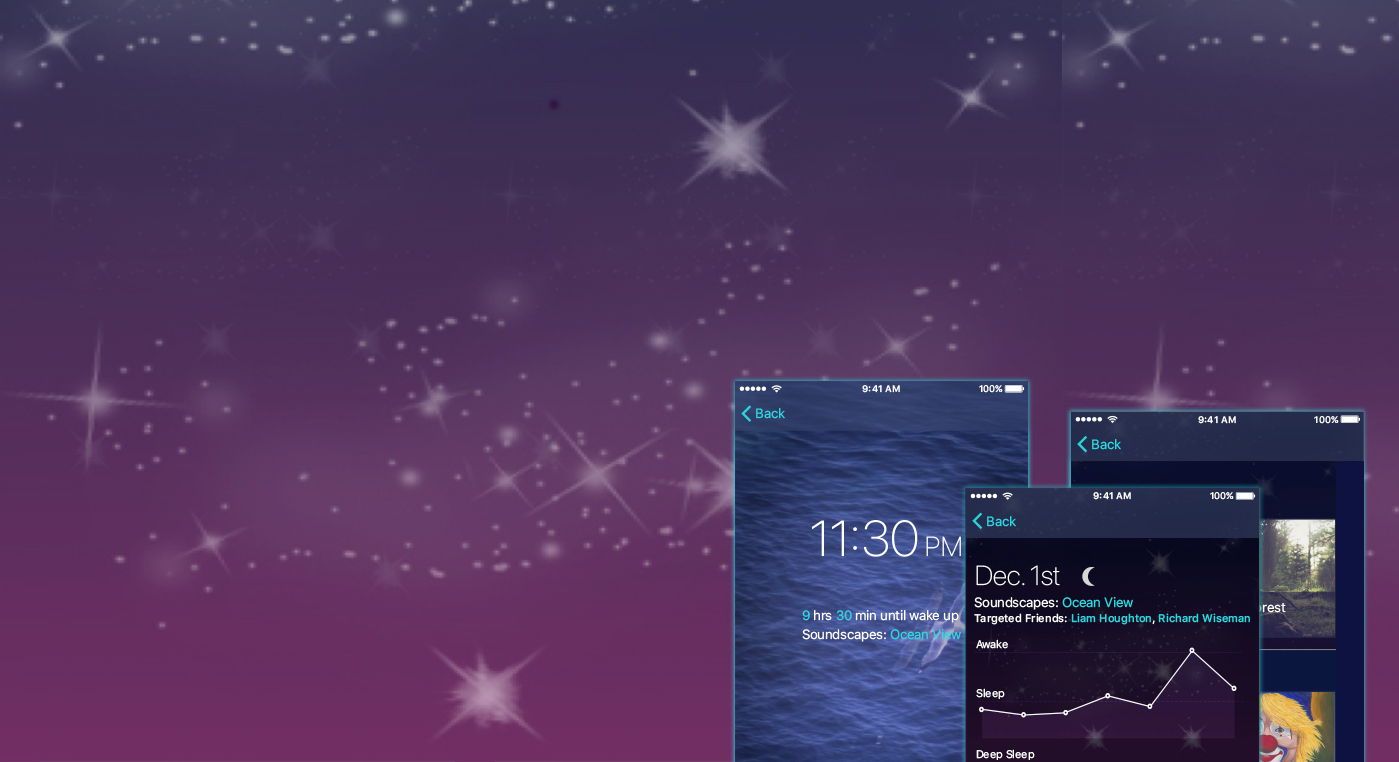 9:41 AM
100%
Back
11:30 PM
9 hrs 30 min until wake up
Soundscapes: Ocean View
9:41 AM
100%
Back
9:41 AM
100%
Back
Dec. 1st
Soundscapes: Ocean View
Targeted Friends: Liam Houghton, Richard Wiseman
Awake
Sleep
Deep Sleep